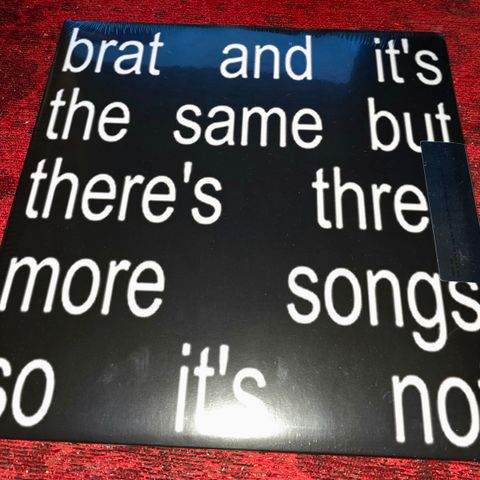 brat and it's
the same but
there's thre
more songs
so it's no